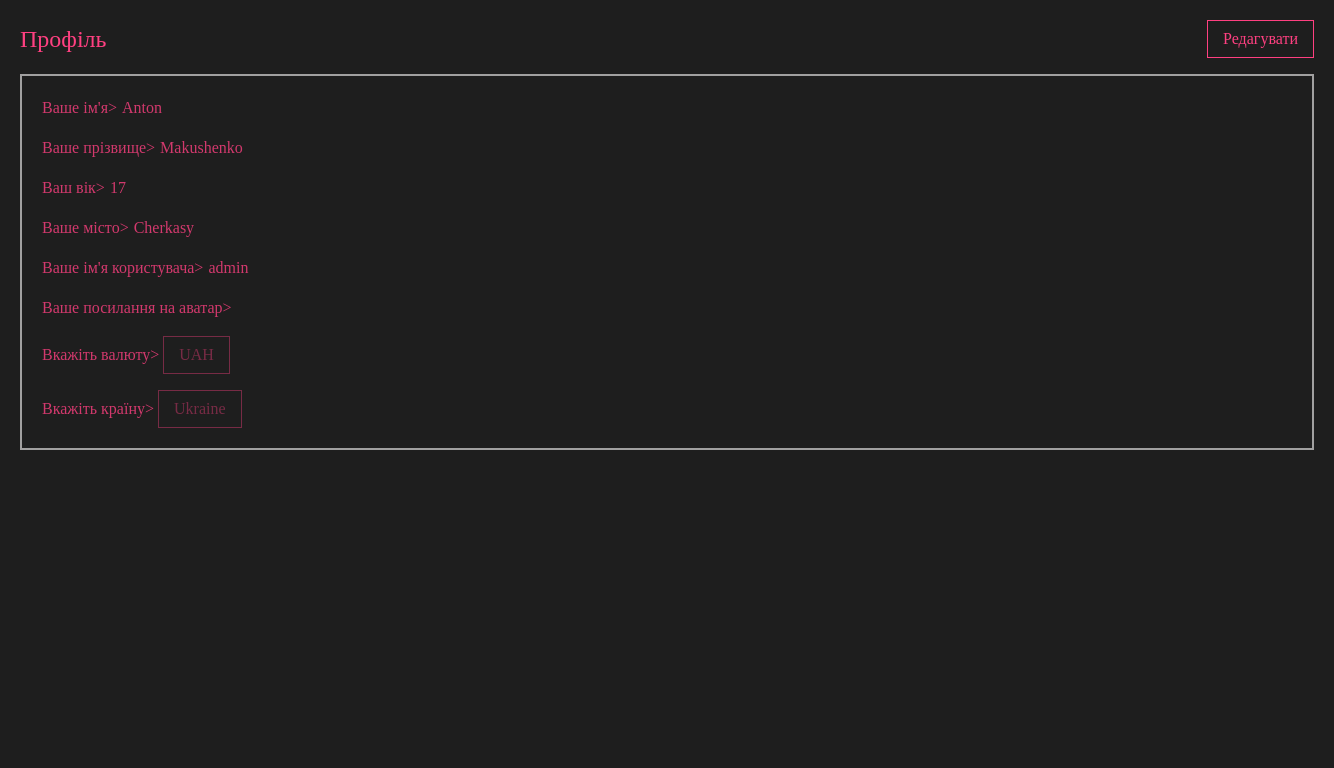 Профіль
Редагувати
Ваше ім'я> Anton
Ваше прізвище> Makushenko
Ваш вік> 17
Ваше місто> Cherkasy
Ваше ім'я користувача> admin
Ваше посилання на аватар>
Вкажіть валюту> UAH
Вкажіть країну> Ukraine